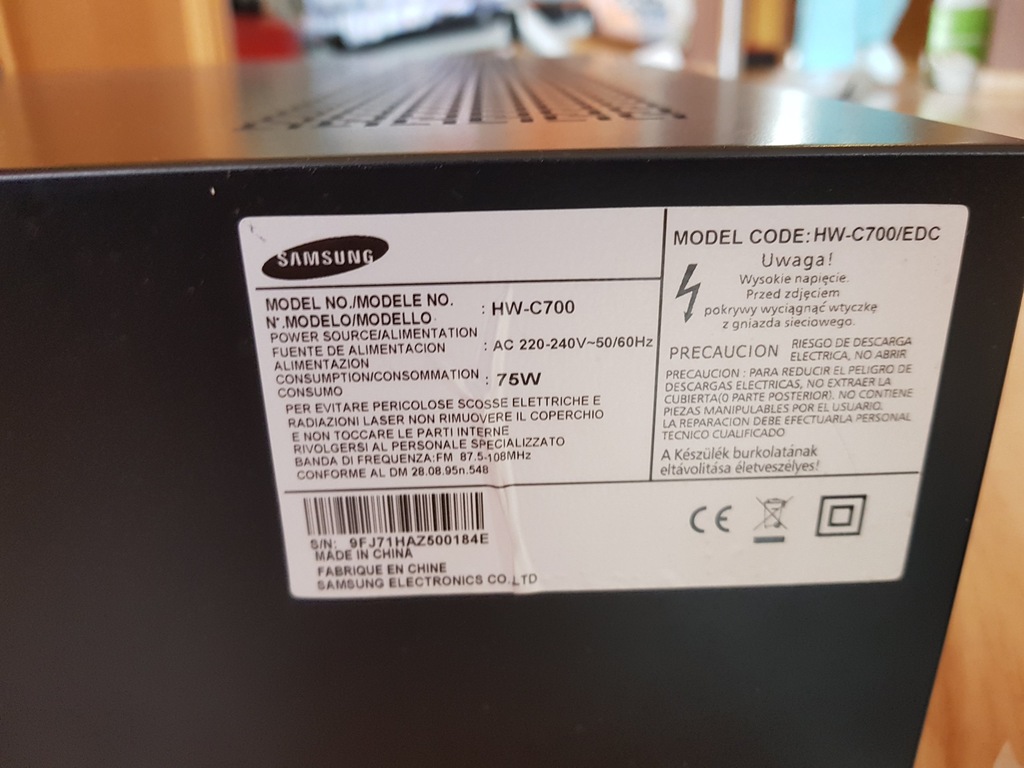 SAMSUNG
MODEL NO./MODELE NO.
N°.MODELO/MODELLO : HW-C700
POWER SOURCE/ALIMENTATION
FUENTE DE ALIMENTACION : AC 220-240V~50/60Hz
ALIMENTAZION
CONSUMPTION/CONSOMMATION : 75W
CONSUMO
PER EVITARE PERICOLOSE SCOSSE ELETTRICHE E
RADIAZIONI LASER NON RIMUOVERE IL COPERCHIO
E NON TOCCARE LE PARTI INTERNE
RIVOLGERSI AL PERSONALE SPECIALIZZATO
BANDA DI FREQUENZA:FM 87.5-108MHz
CONFORME AL DM 28.08.95n.548
S/N: 9FJ71HAZ500184E
MADE IN CHINA
FABRIQUE EN CHINE
SAMSUNG ELECTRONICS CO.LTD
MODEL CODE:HW-C700/EDC
Uwaga!
Wysokie napięcie.
Przed zdjęciem
pokrywy wyciągnąć wtyczkę
z gniazda sieciowego.
PRECAUCION
RIESGO DE DESCARGA
ELECTRICA, NO ABRIR
PRECAUCION : PARA REDUCIR EL PELIGRO DE
DESCARGAS ELECTRICAS, NO EXTRAER LA
CUBIERTA(O PARTE POSTERIOR). NO CONTIENE
PIEZAS MANIPULABLES POR EL USUARIO.
LA REPARACION DEBE EFECTUARLA PERSONAL
TECNICO CUALIFICADO
A Készülék burkolatának
eltávolítása életveszélyes!
CE